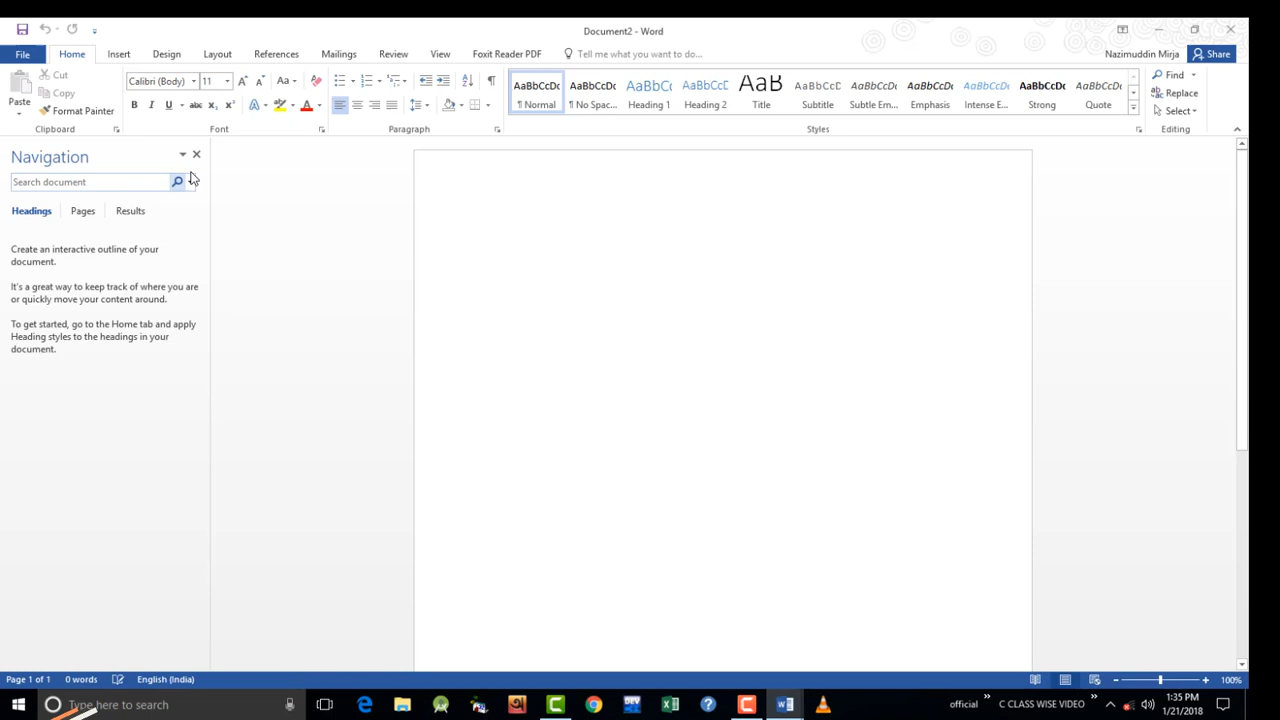 Document2 - Word
File Home Insert Design Layout References Mailings Review View Foxit Reader PDF Tell me what you want to do... Nazimuddin Mirja Share
Paste
Cut
Copy
Format Painter
Clipboard
Calibri (Body) 11
Font
Paragraph
AaBbCcDc AaBbCcDc AaBbCc AaBbCcC AaB AaBbCcC AaBbCcDc AaBbCcDc AaBbCcDc AaBbCcDc AaBbCcDc
¶ Normal ¶ No Spac... Heading 1 Heading 2 Title Subtitle Subtle Em... Emphasis Intense E... Strong Quote
Styles
Find
Replace
Select
Editing
Navigation
Search document
Headings Pages Results
Create an interactive outline of your
document.
It's a great way to keep track of where you are
or quickly move your content around.
To get started, go to the Home tab and apply
Heading styles to the headings in your
document.
Page 1 of 1 0 words English (India) 100%
Type here to search
official C CLASS WISE VIDEO
1:35 PM
1/21/2018